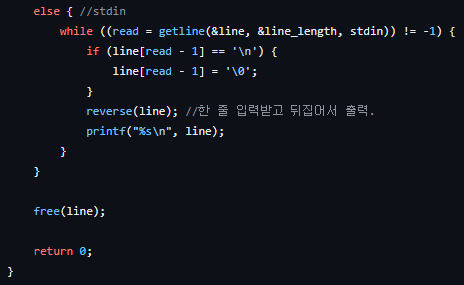 else { //stdin
while ((read = getline(&line, &line_length, stdin)) != -1) {
if (line[read - 1] == '\n') {
line[read - 1] = '\0';
}
reverse(line); //한 줄 입력받고 뒤집어서 출력.
printf("%s\n", line);
}
}
free(line);
return 0;
}